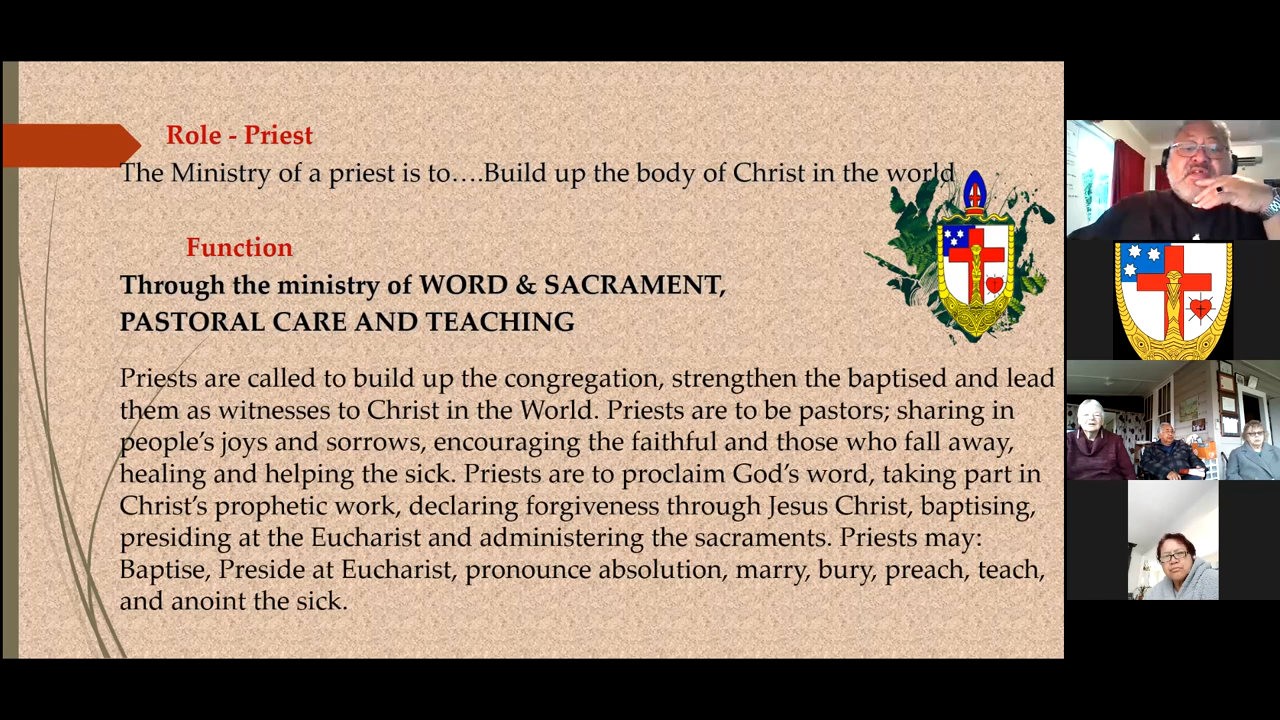 Role - Priest
The Ministry of a priest is to….Build up the body of Christ in the world
Function
Through the ministry of WORD & SACRAMENT,
PASTORAL CARE AND TEACHING
Priests are called to build up the congregation, strengthen the baptised and lead
them as witnesses to Christ in the World. Priests are to be pastors; sharing in
people’s joys and sorrows, encouraging the faithful and those who fall away,
healing and helping the sick. Priests are to proclaim God’s word, taking part in
Christ’s prophetic work, declaring forgiveness through Jesus Christ, baptising,
presiding at the Eucharist and administering the sacraments. Priests may:
Baptise, Preside at Eucharist, pronounce absolution, marry, bury, preach, teach,
and anoint the sick.